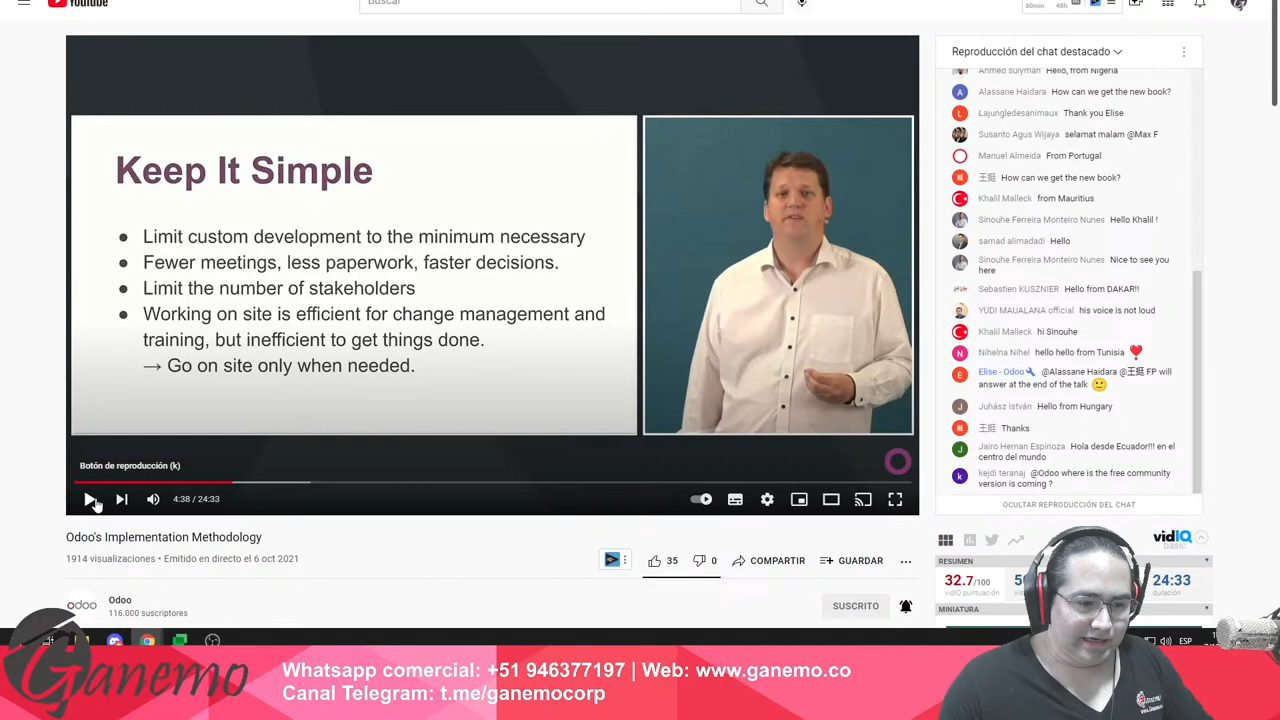 YouTube
Buscar
60min
48h
Keep It Simple
● Limit custom development to the minimum necessary
● Fewer meetings, less paperwork, faster decisions.
● Limit the number of stakeholders
● Working on site is efficient for change management and
training, but inefficient to get things done.
→ Go on site only when needed.
Botón de reproducción (k)
4:38 / 24:33
Odoo's Implementation Methodology
1914 visualizaciones • Emitido en directo el 6 oct 2021
35
0
COMPARTIR
GUARDAR
odoo
Odoo
116.000 suscriptores
SUSCRITO
Reproducción del chat destacado
Ahmed sulyman Hello, from Nigeria
A Alassane Haidara How can we get the new book?
L Lajungledesanimaux Thank you Elise
Susanto Agus Wijaya selamat malam @Max F
Manuel Almeida From Portugal
王挺 How can we get the new book?
Khalil Malleck from Mauritius
Sinouhe Ferreira Monteiro Nunes Hello Khalil !
samad alimadadi Hello
Sinouhe Ferreira Monteiro Nunes Nice to see you
here
Sebastien KUSZNIER Hello from DAKAR!!
YUDI MAUALANA official his voice is not loud
Khalil Malleck hi Sinouhe
N Nihelna Nihel hello hello from Tunisia ❤️
E Elise - Odoo @Alassane Haidara @王挺 FP will
answer at the end of the talk 🙂
J Juhász István Hello from Hungary
王挺 Thanks
J Jairo Hernan Espinoza Hola desde Ecuador!!! en el
centro del mundo
k kejdi teranaj @Odoo where is the free community
version is coming ?
OCULTAR REPRODUCCIÓN DEL CHAT
vidIQ
basic
RESUMEN
32.7/100
vidIQ puntuación
24:33
duración
MINIATURA
ESP
Ganemo
Whatsapp comercial: +51 946377197 | Web: www.ganemo.co
Canal Telegram: t.me/ganemocorp